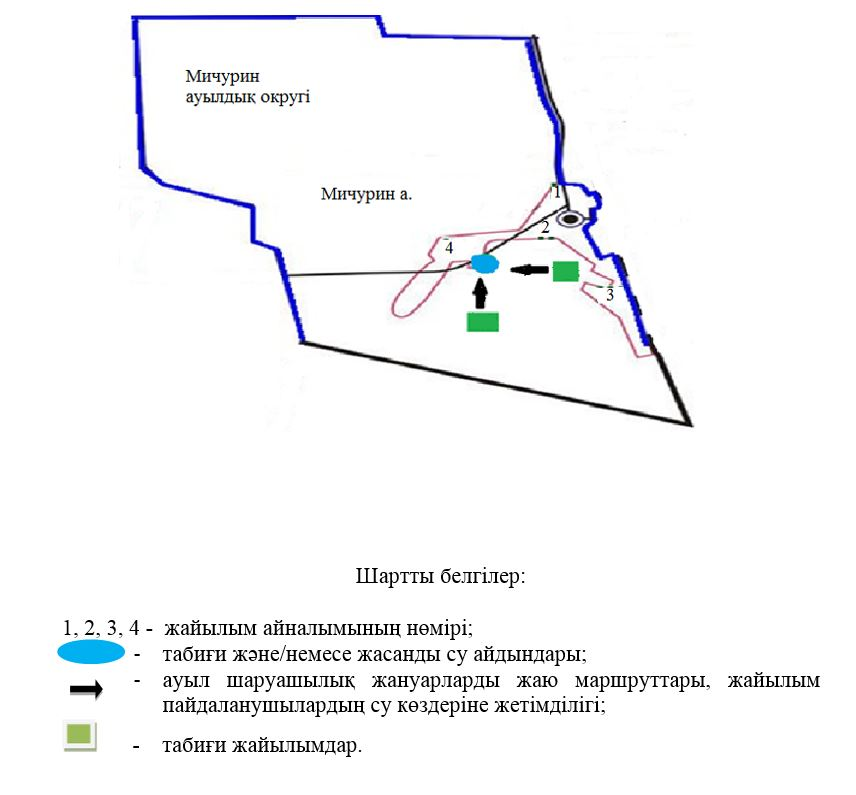 Мичурин
ауылдық округі
Мичурин а.
1
2
4
3
Шартты белгілер:
1, 2, 3, 4 - жайылым айналымының нөмірі;
- табиғи және/немесе жасанды су айдындары;
- ауыл шаруашылық жануарларды жаю маршруттары, жайылым
пайдаланушылардың су көздеріне жетімділігі;
- табиғи жайылымдар.